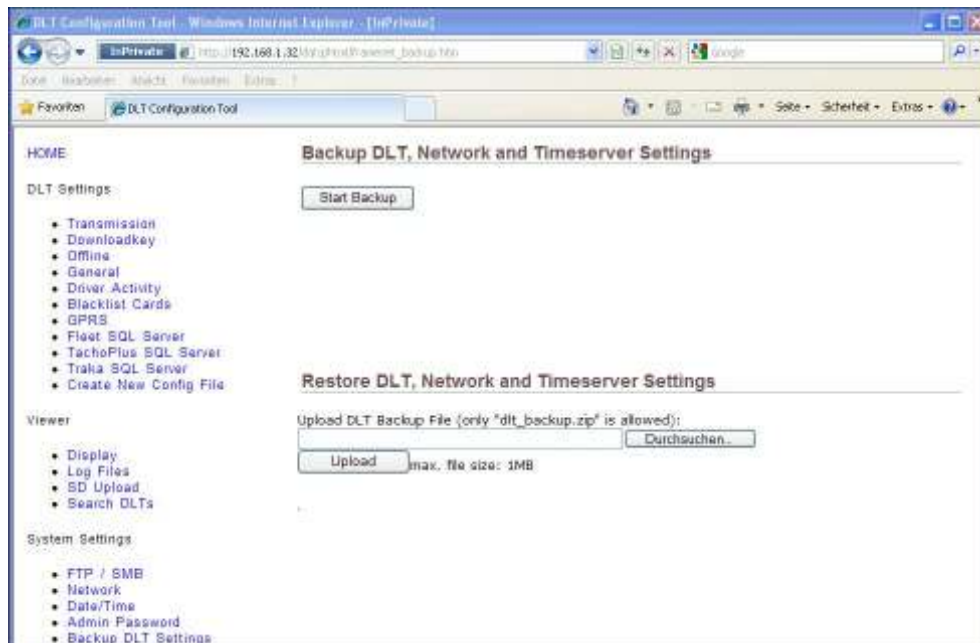 DLT Configuration Tool - Windows Internet Explorer - [InPrivate]
InPrivate http://192.168.1.32/
google
Datei Bearbeiten Ansicht Favoriten Extras ?
Favoriten DLT Configuration Tool Seite Sicherheit Extras
HOME
DLT Settings
Transmission
Downloadkey
Offline
General
Driver Activity
Blacklist Cards
GPRS
Fleet SQL Server
TachoPlus SQL Server
Traka SQL Server
Create New Config File
Viewer
Display
Log Files
SD Upload
Search DLTs
System Settings
FTP / SMB
Network
Date/Time
Admin Password
Backup DLT Settings
Backup DLT, Network and Timeserver Settings
Start Backup
Restore DLT, Network and Timeserver Settings
Upload DLT Backup File (only "dlt_backup.zip" is allowed):
Durchsuchen...
Upload max. file size: 1MB